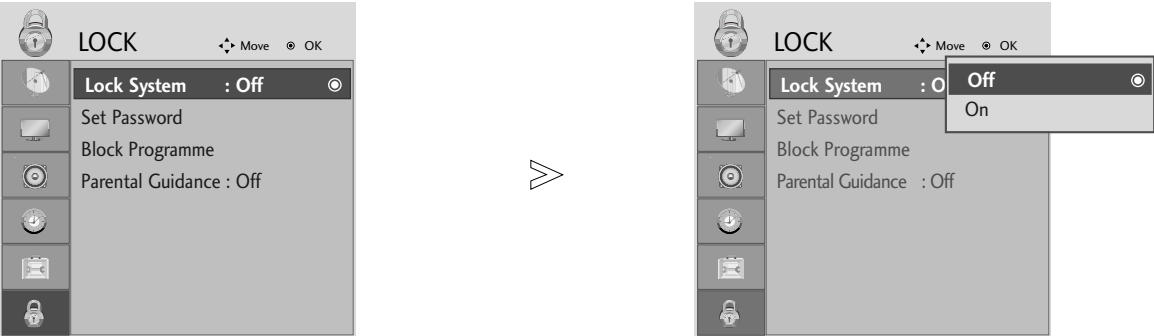 LOCK Move OK
Lock System : Off
Set Password
Block Programme
Parental Guidance : Off
LOCK Move OK
Lock System : O
Off
On
Set Password
Block Programme
Parental Guidance : Off